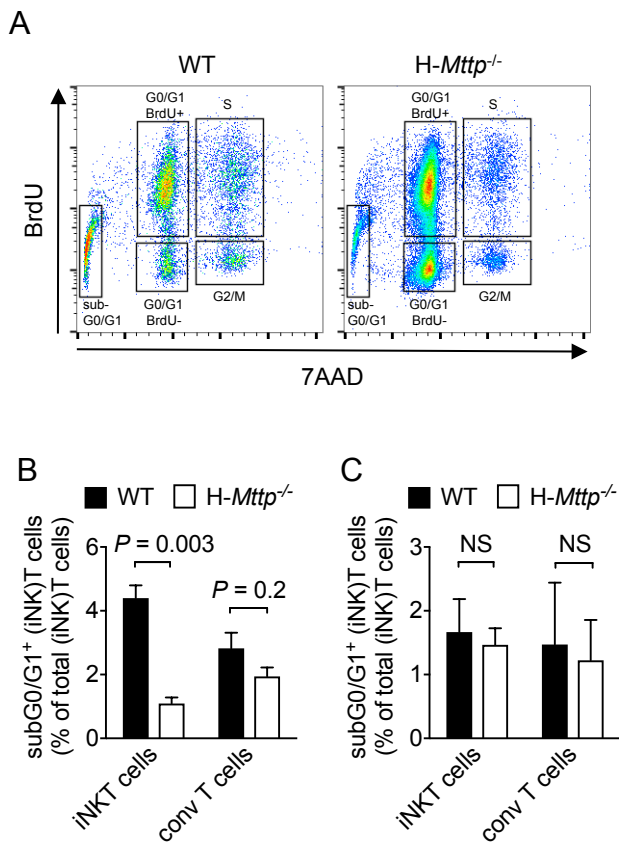 A
WT
H-Mttp-/-
G0/G1
BrdU+
S
sub-
G0/G1
G0/G1
BrdU-
G2/M
G0/G1
BrdU+
S
sub-
G0/G1
G0/G1
BrdU-
G2/M
BrdU
7AAD
B
WT
H-Mttp-/-
subG0/G1+ (iNK)T cells
(% of total (iNK)T cells)
6
4
2
0
P = 0.003
P = 0.2
iNKT cells
conv T cells
C
WT
H-Mttp-/-
subG0/G1+ (iNK)T cells
(% of total (iNK)T cells)
3
2
1
0
NS
NS
iNKT cells
conv T cells